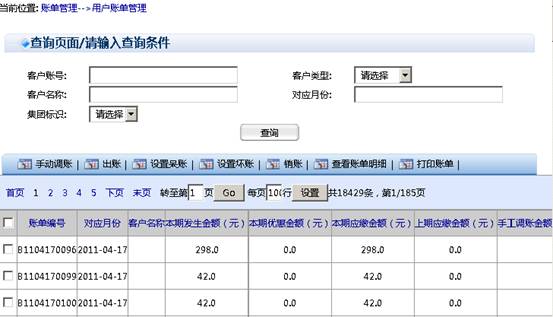 当前位置: 账单管理-->用户账单管理
查询页面/请输入查询条件
客户账号: 客户类型: 请选择
客户名称: 对应月份:
集团标识: 请选择
查询
手动调账 | 出账 | 设置呆账 | 设置坏账 | 销账 | 查看账单明细 | 打印账单 |
首页 1 2 3 4 5 下页 末页 转至第 1 页 Go 每页 100 行 设置 共18429条，第1/185页
账单编号 对应月份 客户名称 本期发生金额（元） 本期优惠金额（元） 本期应缴金额（元） 上期应缴金额（元） 手工调账金额
B1104170096 2011-04-17 298.0 0.0 298.0 0.0
B1104170099 2011-04-17 42.0 0.0 42.0 0.0
B1104170100 2011-04-17 42.0 0.0 42.0 0.0